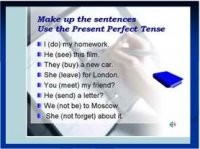 Make up the sentences
Use the Present Perfect Tense
I (do) my homework.
He (see) this film.
They (buy) a new car.
She (leave) for London.
You (meet) my friend?
He (send) a letter?
We (not be) to Moscow
She (not forget) about it.